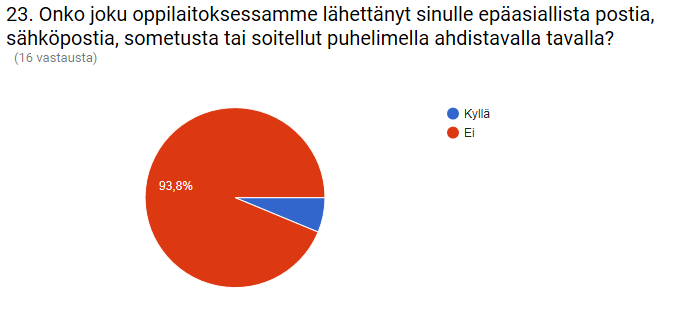 23. Onko joku oppilaitoksessamme lähettänyt sinulle epäasiallista postia,
sähköpostia, sometusta tai soitellut puhelimella ahdistavalla tavalla?
(16 vastausta)
Kyllä
Ei
93,8%